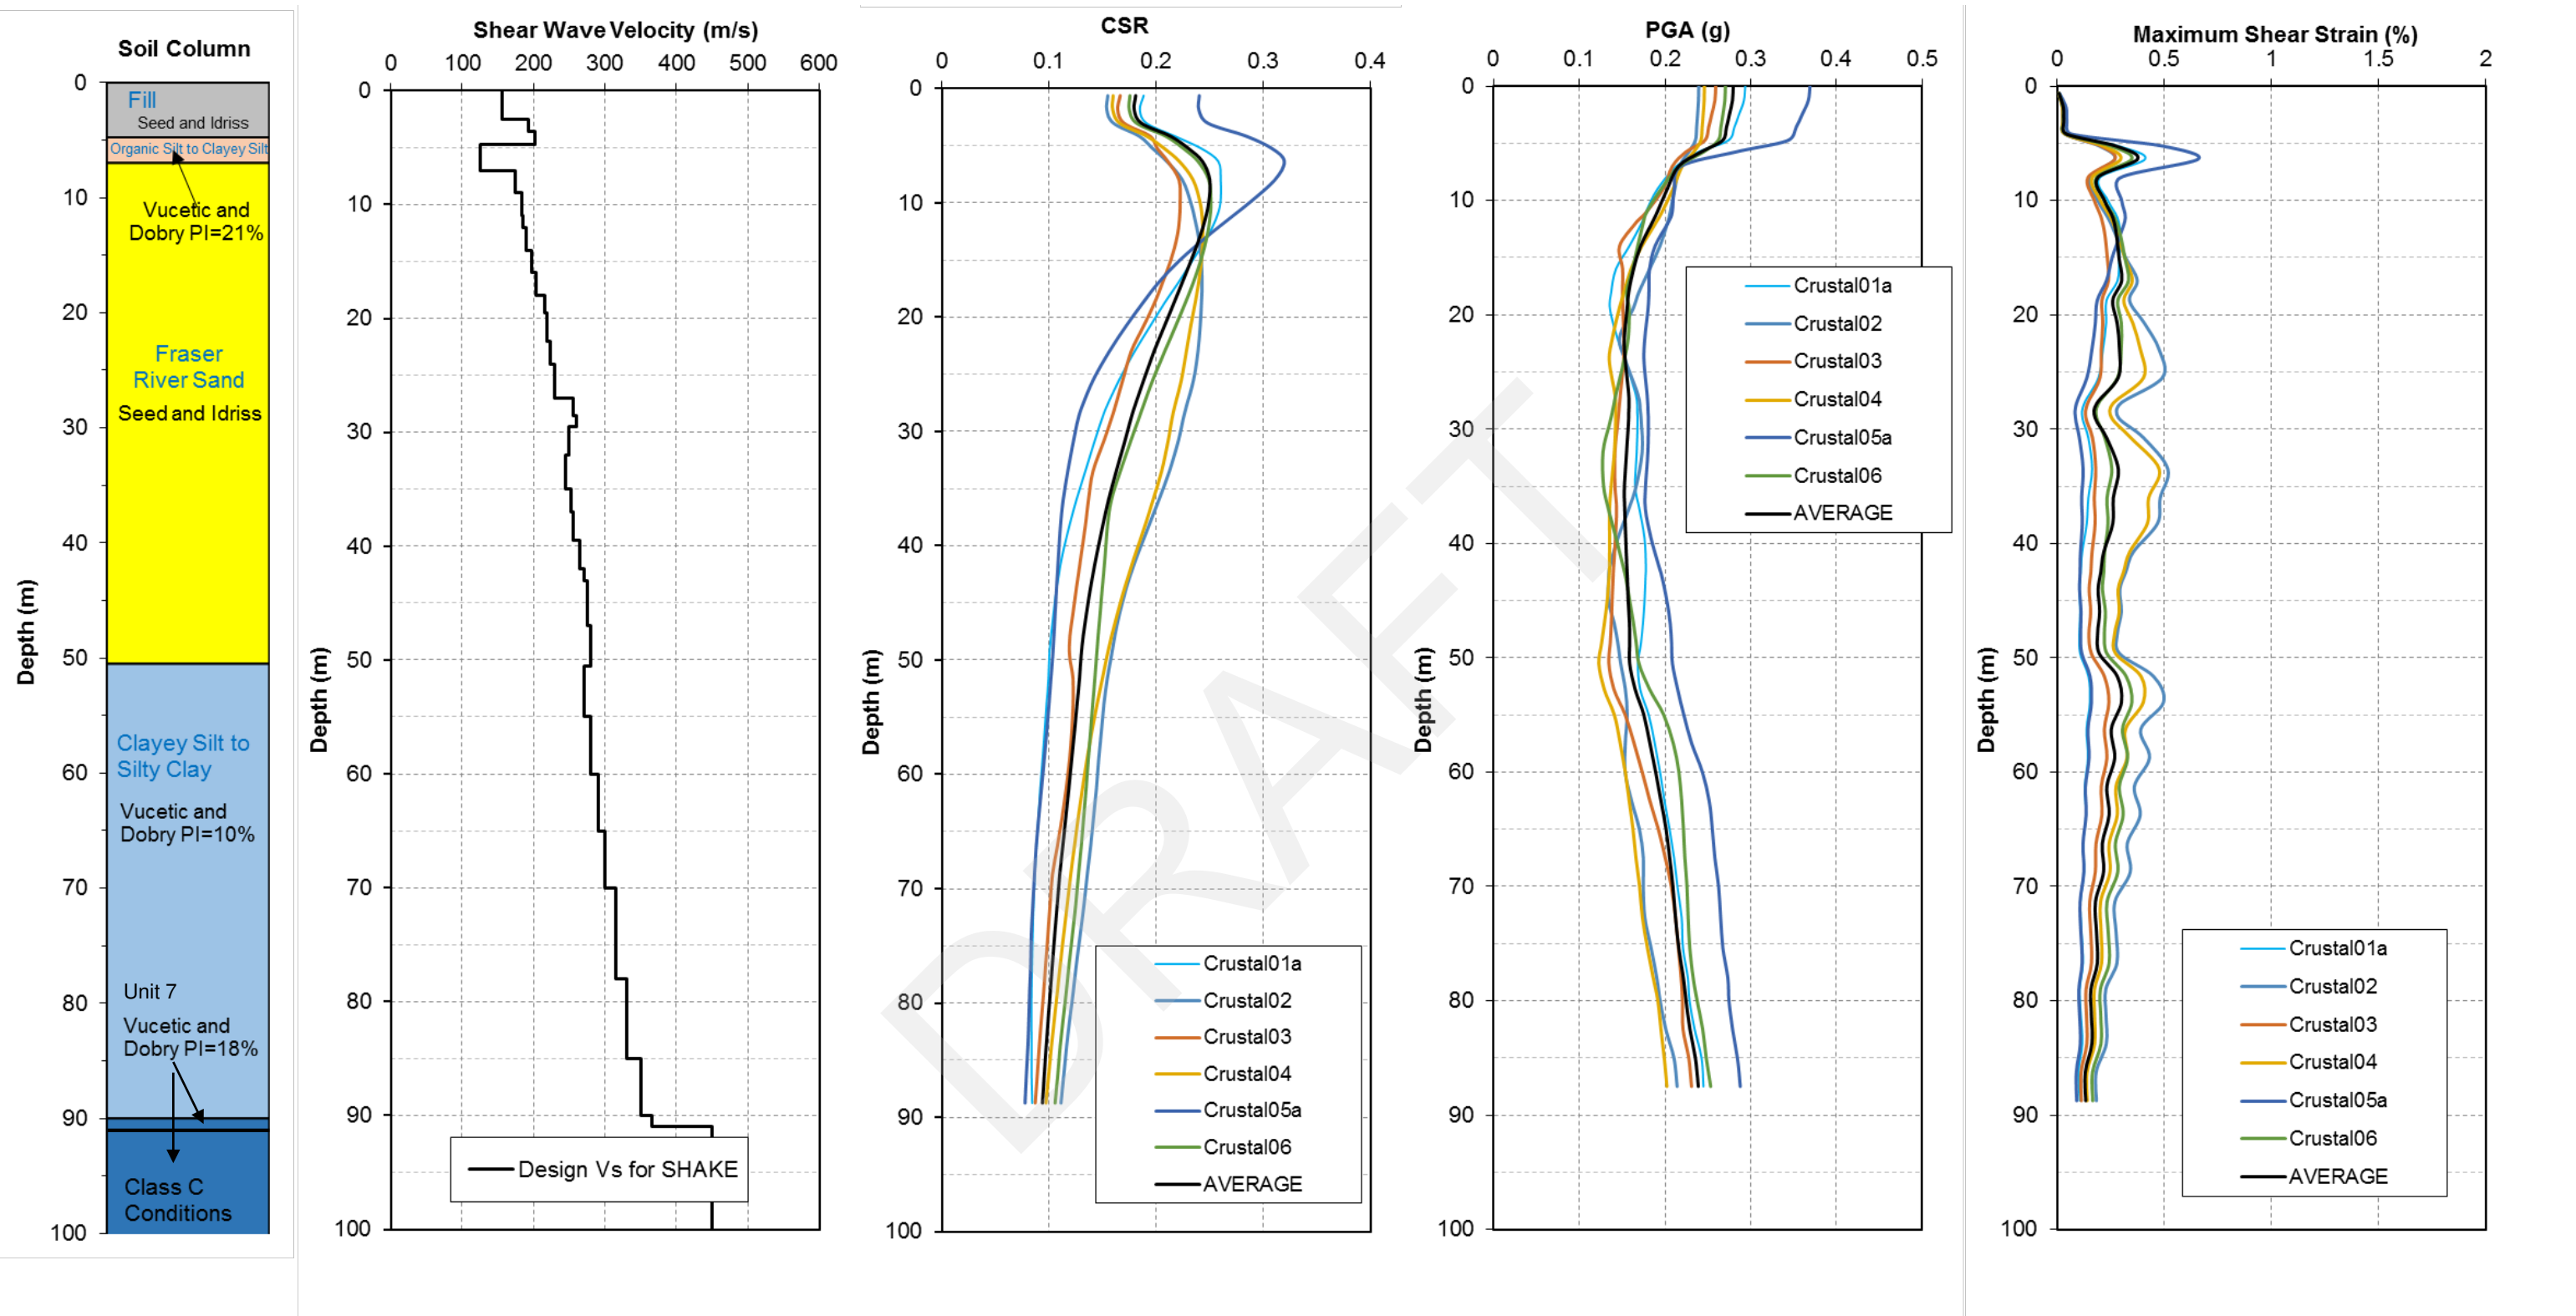 Soil Column
0
10
20
30
40
50
60
70
80
90
100
Depth (m)
Fill
Seed and Idriss
Organic Silt to Clayey Silt
Vucetic and
Dobry PI=21%
Fraser
River Sand
Seed and Idriss
Clayey Silt to
Silty Clay
Vucetic and
Dobry PI=10%
Unit 7
Vucetic and
Dobry PI=18%
Class C
Conditions
Shear Wave Velocity (m/s)
0 100 200 300 400 500 600
0
10
20
30
40
50
60
70
80
90
100
Depth (m)
Design Vs for SHAKE
CSR
0 0.1 0.2 0.3 0.4
0
10
20
30
40
50
60
70
80
90
100
Depth (m)
Crustal01a
Crustal02
Crustal03
Crustal04
Crustal05a
Crustal06
AVERAGE
PGA (g)
0 0.1 0.2 0.3 0.4 0.5
0
10
20
30
40
50
60
70
80
90
100
Depth (m)
Crustal01a
Crustal02
Crustal03
Crustal04
Crustal05a
Crustal06
AVERAGE
Maximum Shear Strain (%)
0 0.5 1 1.5 2
0
10
20
30
40
50
60
70
80
90
100
Depth (m)
Crustal01a
Crustal02
Crustal03
Crustal04
Crustal05a
Crustal06
AVERAGE
DRAFT